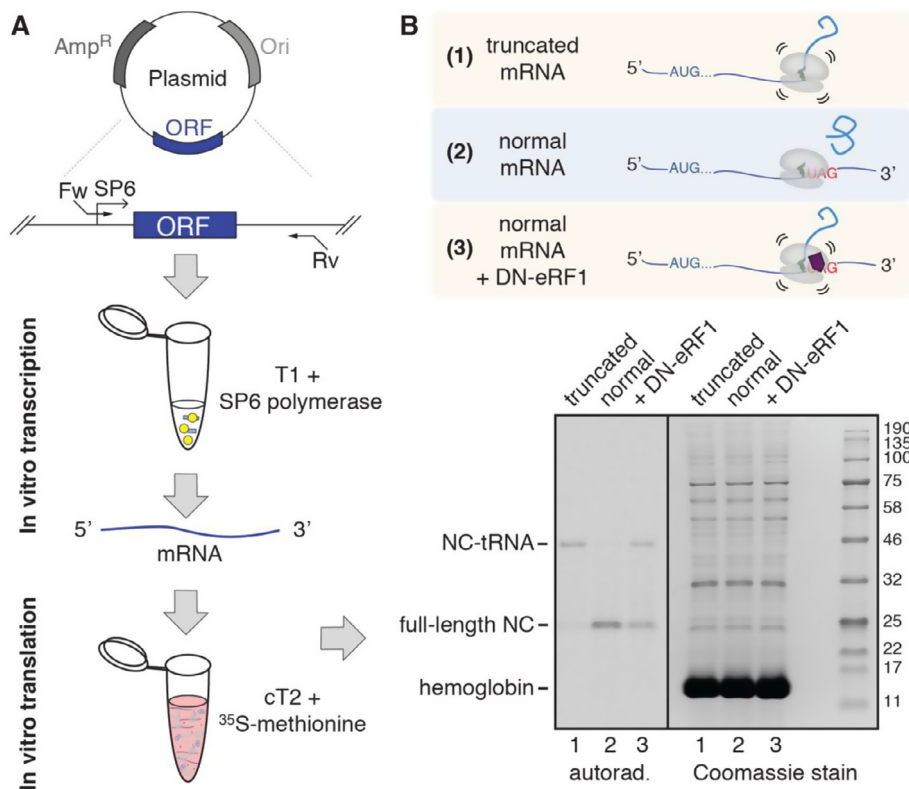 A
Amp^R
Ori
Plasmid
ORF
Fw
SP6
ORF
Rv
In vitro transcription
T1 +
SP6 polymerase
5’
3’
mRNA
In vitro translation
cT2 +
³⁵S-methionine
B
(1)
truncated
mRNA
5’
AUG...
(2)
normal
mRNA
5’
AUG...
UAG
3’
(3)
normal
mRNA
+ DN-eRF1
5’
AUG...
UAG
3’
truncated
normal
+ DN-eRF1
truncated
normal
+ DN-eRF1
190
135
100
75
58
46
32
25
22
17
11
NC-tRNA
full-length NC
hemoglobin
1 2 3
autorad.
1 2 3
Coomassie stain